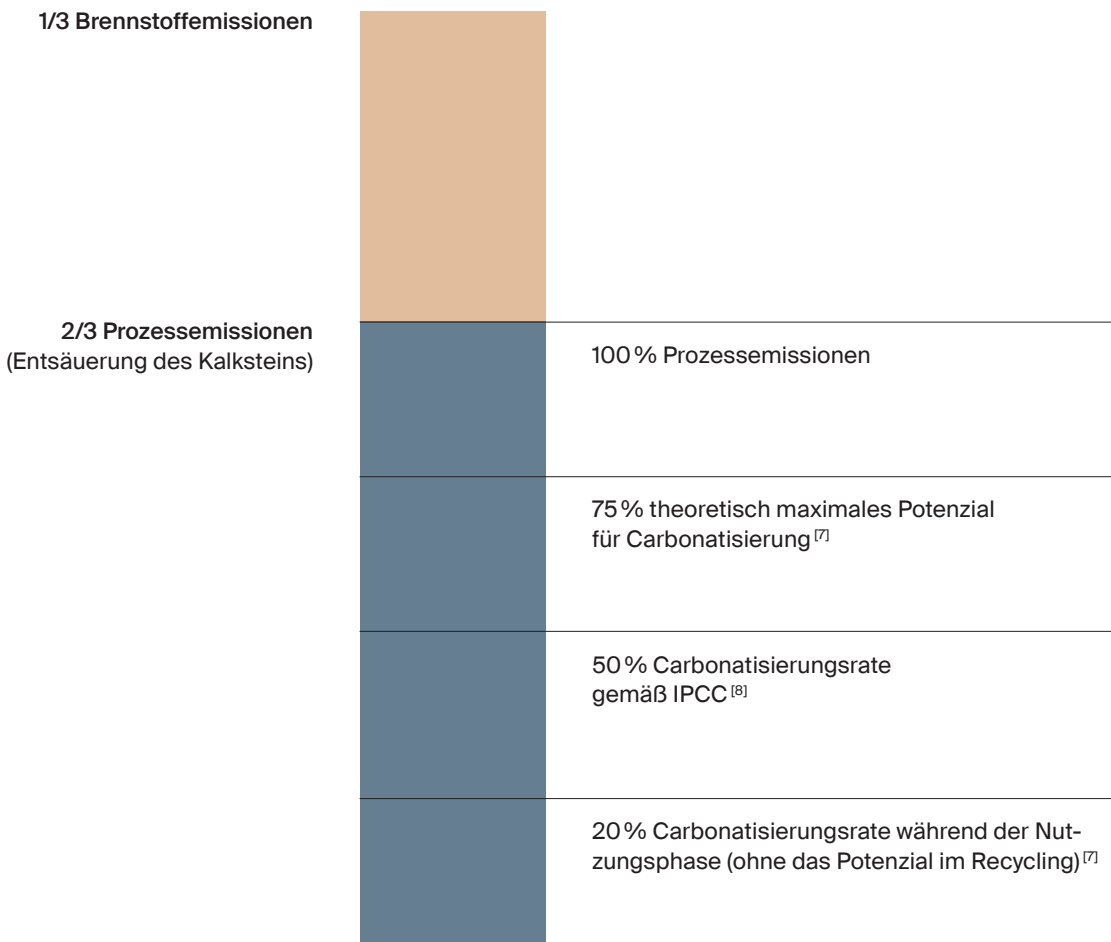 1/3 Brennstoffemissionen
2/3 Prozessemissionen
(Entsäuerung des Kalksteins)
100 % Prozessemissionen
75 % theoretisch maximales Potenzial
für Carbonatisierung [7]
50 % Carbonatisierungsrate
gemäß IPCC [8]
20 % Carbonatisierungsrate während der Nut-
zungsphase (ohne das Potenzial im Recycling) [7]